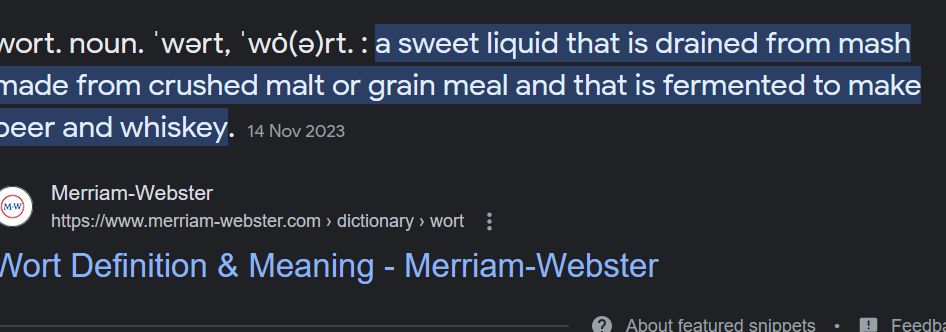 wort. noun. ˈwərt, ˈwȯ(ə)rt. : a sweet liquid that is drained from mash
made from crushed malt or grain meal and that is fermented to make
beer and whiskey. 14 Nov 2023
M-W
Merriam-Webster
https://www.merriam-webster.com › dictionary › wort
Wort Definition & Meaning - Merriam-Webster
About featured snippets • Feedba